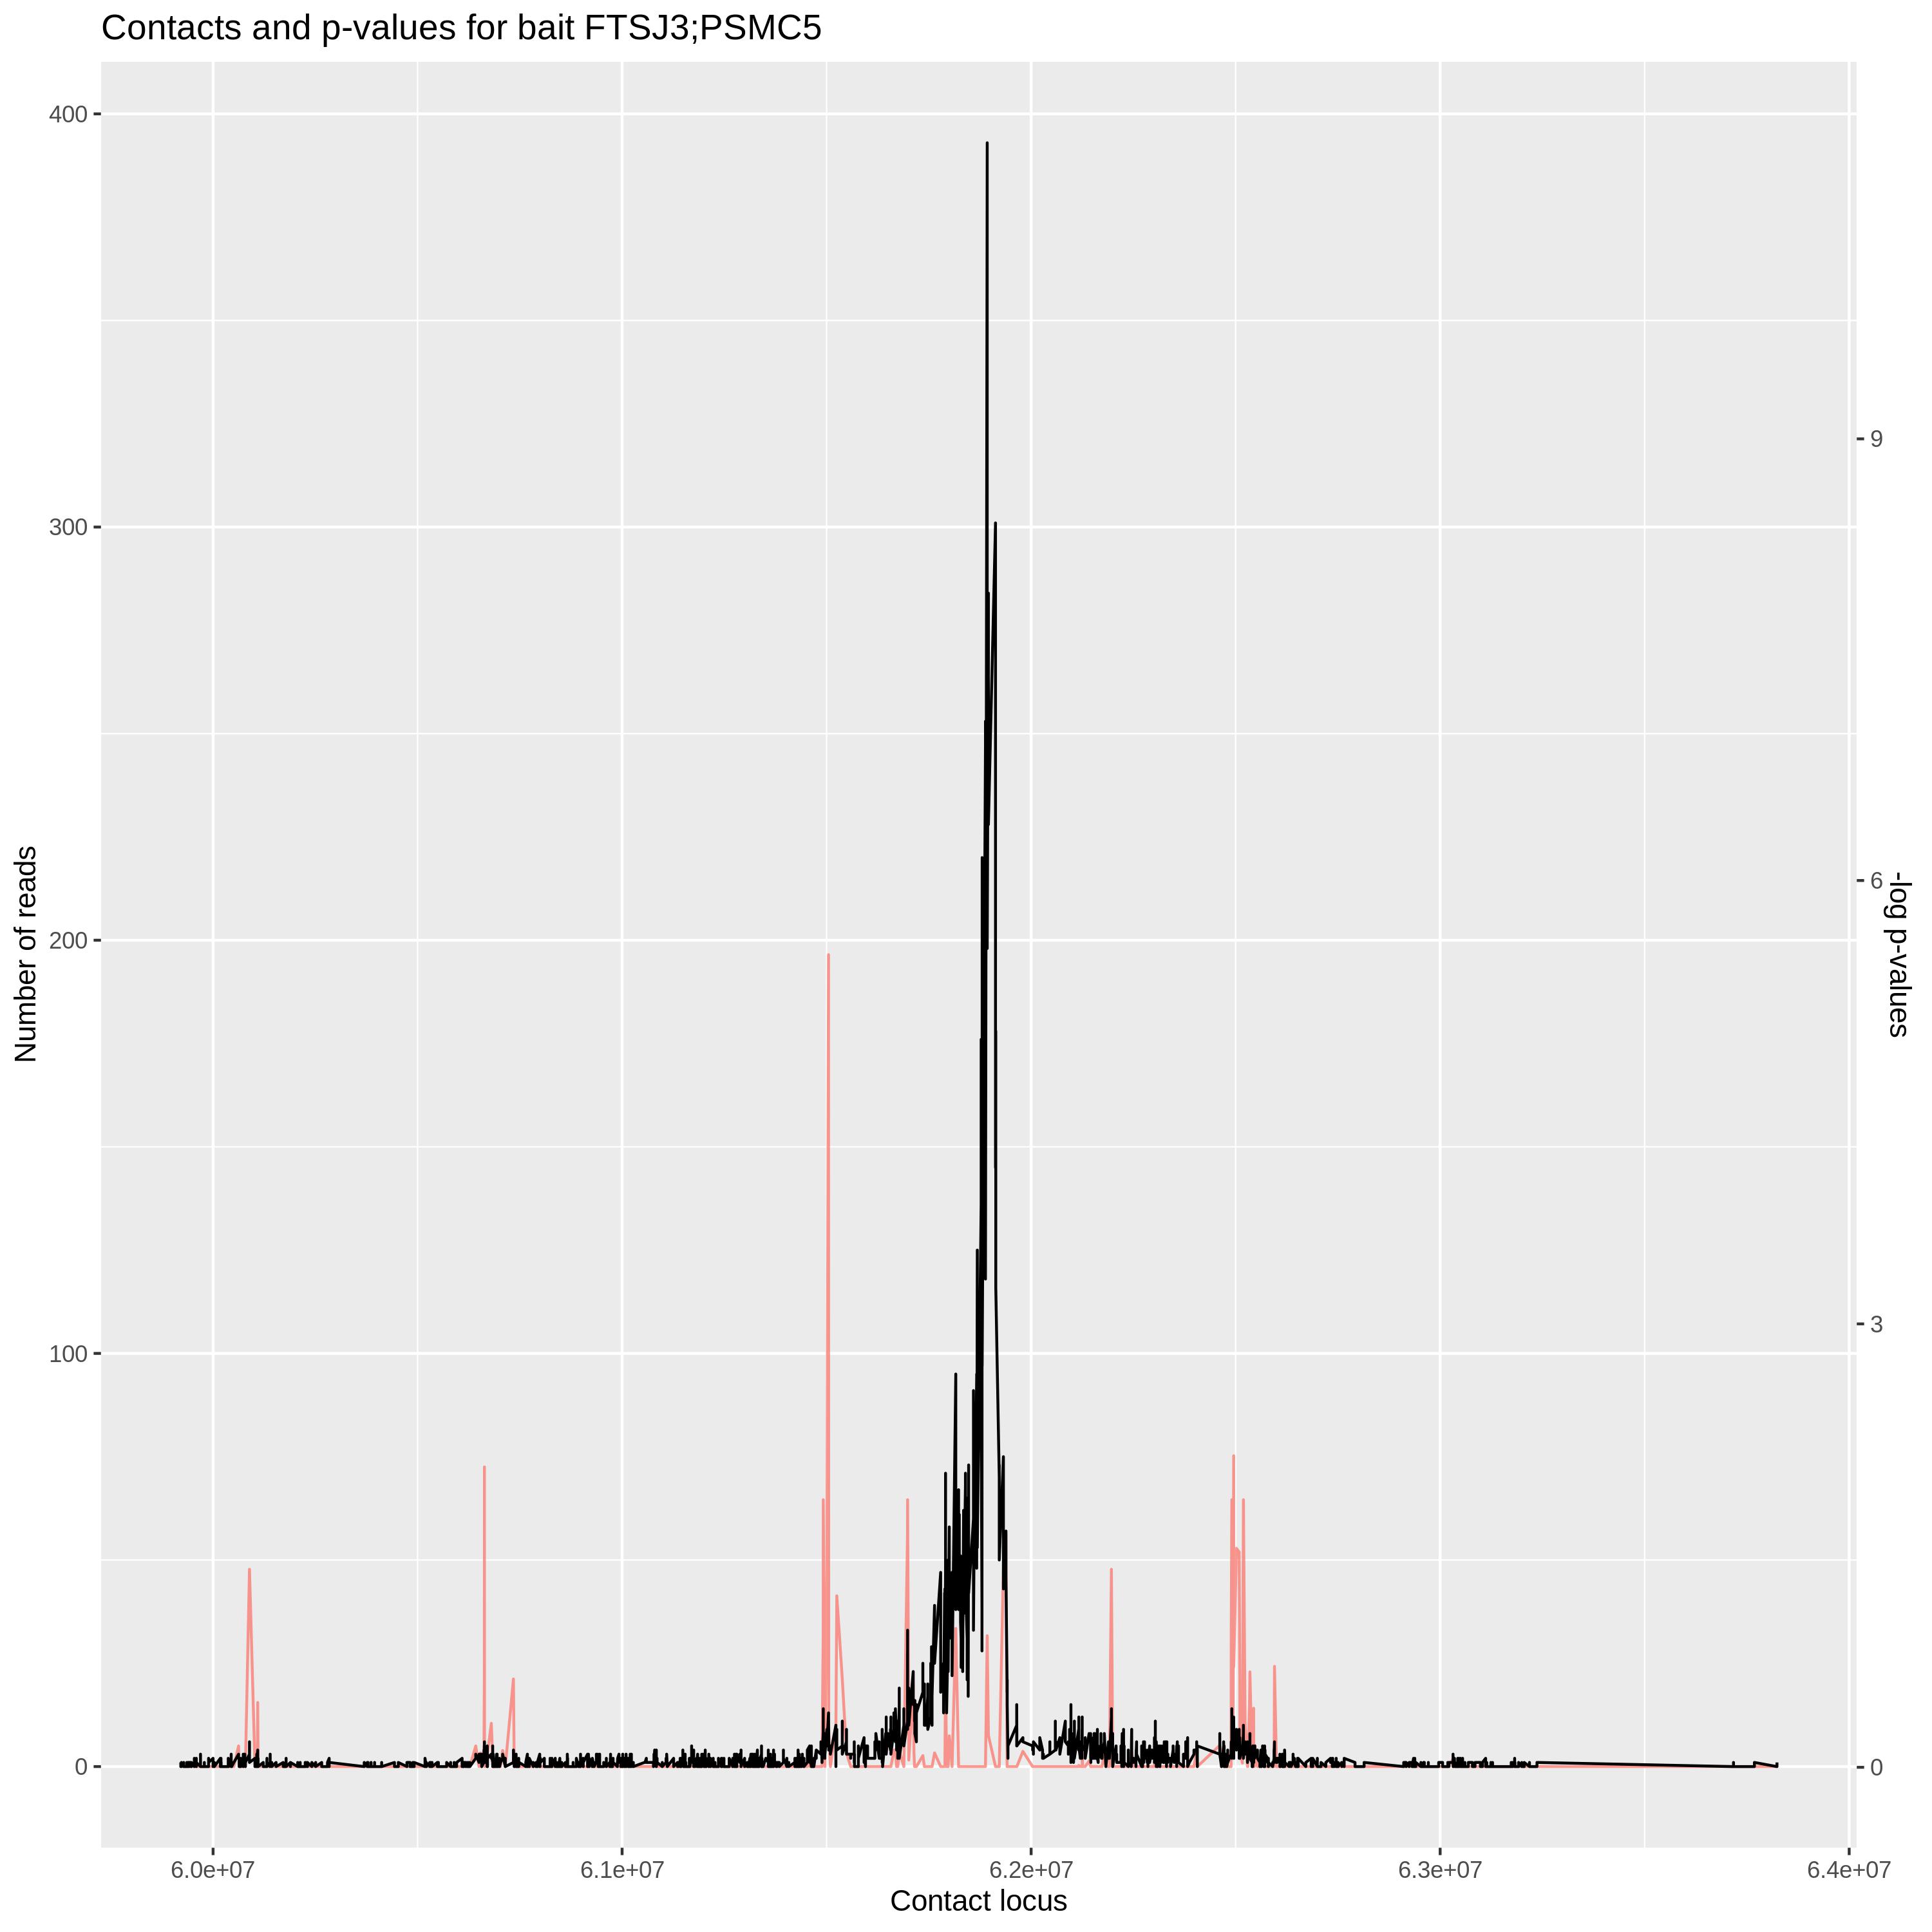 Contacts and p-values for bait FTSJ3;PSMC5
400
300
200
100
0
Number of reads
9
6
3
0
-log p-values
6.0e+07
6.1e+07
6.2e+07
6.3e+07
6.4e+07
Contact locus